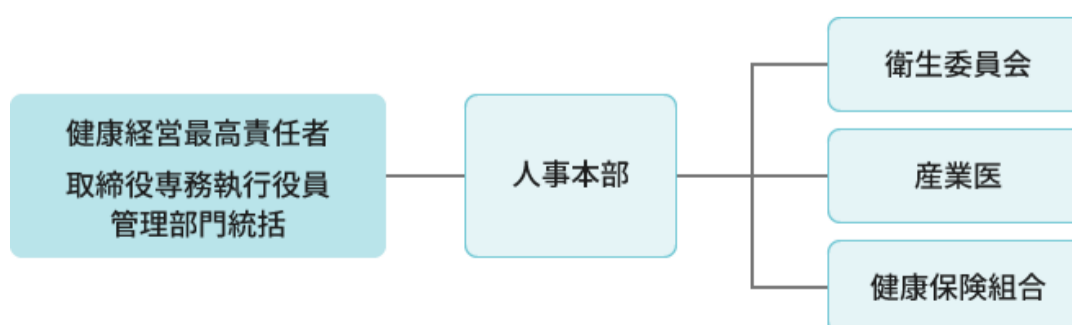 健康経営最高責任者
取締役専務執行役員
管理部門統括
人事本部
衛生委員会
産業医
健康保険組合